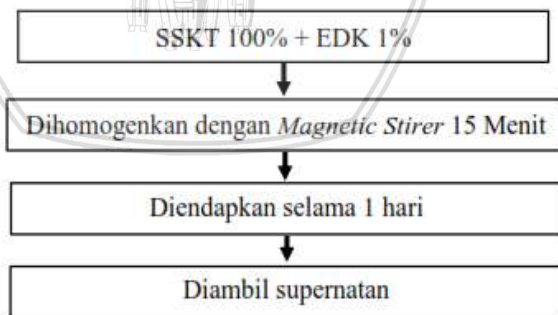 SSKT 100% + EDK 1%
Dihomogenkan dengan Magnetic Stirer 15 Menit
Diendapkan selama 1 hari
Diambil supernatan